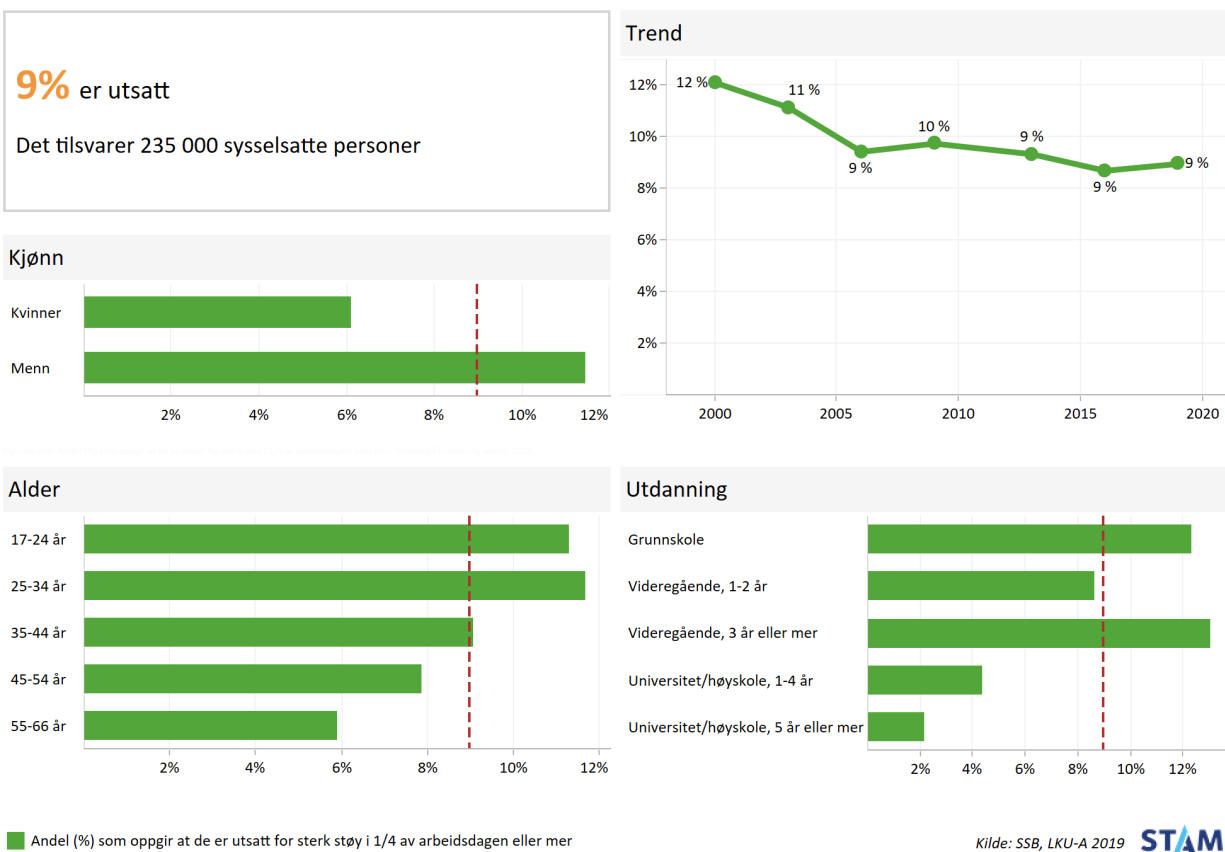 9% er utsatt
Det tilsvarer 235 000 sysselsatte personer
Trend
12%
10%
8%
6%
4%
2%
12 %
11 %
9 %
10 %
9 %
9 %
9 %
2000
2005
2010
2015
2020
Kjønn
Kvinner
Menn
2%
4%
6%
8%
10%
12%
Alder
17-24 år
25-34 år
35-44 år
45-54 år
55-66 år
2%
4%
6%
8%
10%
12%
Utdanning
Grunnskole
Videregående, 1-2 år
Videregående, 3 år eller mer
Universitet/høyskole, 1-4 år
Universitet/høyskole, 5 år eller mer
2%
4%
6%
8%
10%
12%
Andel (%) som oppgir at de er utsatt for sterk støy i 1/4 av arbeidsdagen eller mer
Kilde: SSB, LKU-A 2019
STAM